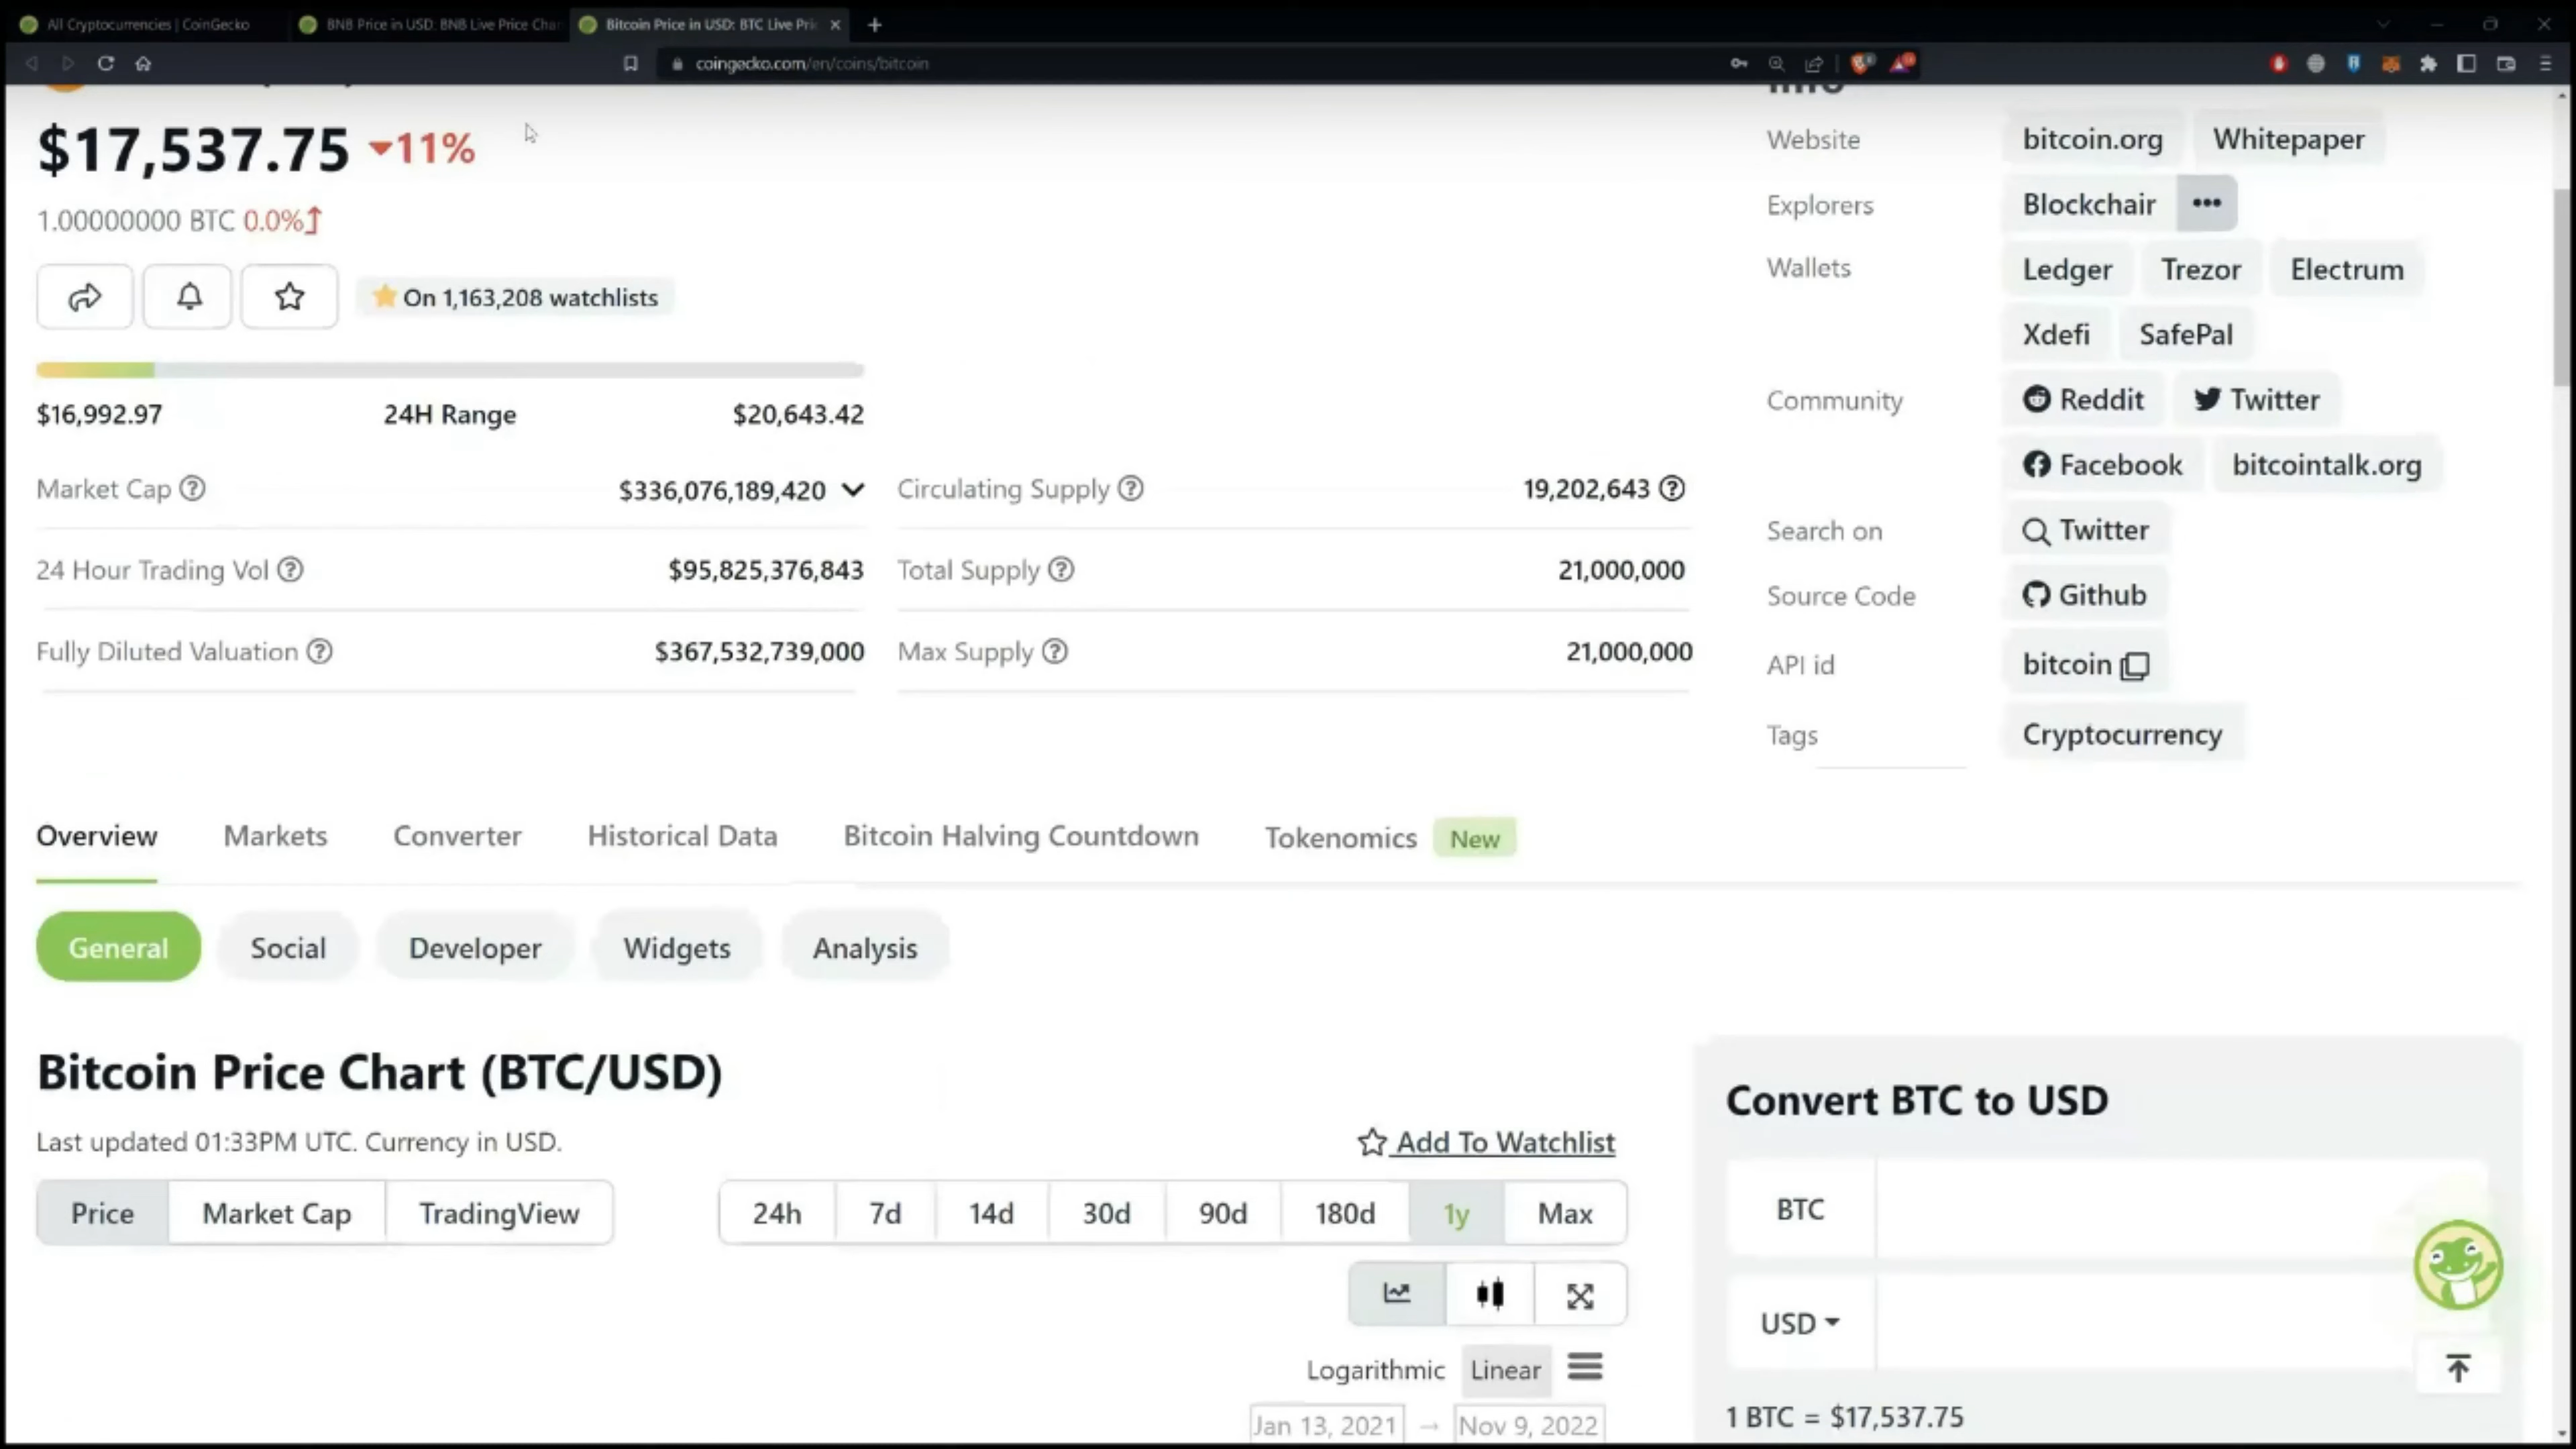 All Cryptocurrencies | CoinGecko
BNB Price in USD: BNB Live Price Char
Bitcoin Price in USD: BTC Live Pric
coingecko.com/en/coins/bitcoin
$17,537.75 11%
1.00000000 BTC 0.0%
On 1,163,208 watchlists
$16,992.97 24H Range $20,643.42
Market Cap $336,076,189,420
Circulating Supply 19,202,643
24 Hour Trading Vol $95,825,376,843
Total Supply 21,000,000
Fully Diluted Valuation $367,532,739,000
Max Supply 21,000,000
Info
Website bitcoin.org Whitepaper
Explorers Blockchair
Wallets Ledger Trezor Electrum
Xdefi SafePal
Community Reddit Twitter
Facebook bitcointalk.org
Search on Twitter
Source Code Github
API id bitcoin
Tags Cryptocurrency
Overview Markets Converter Historical Data Bitcoin Halving Countdown Tokenomics New
General Social Developer Widgets Analysis
Bitcoin Price Chart (BTC/USD)
Last updated 01:33PM UTC. Currency in USD.
Add To Watchlist
Price Market Cap TradingView
24h 7d 14d 30d 90d 180d 1y Max
Logarithmic Linear
Jan 13, 2021 → Nov 9, 2022
Convert BTC to USD
BTC
USD
1 BTC = $17,537.75